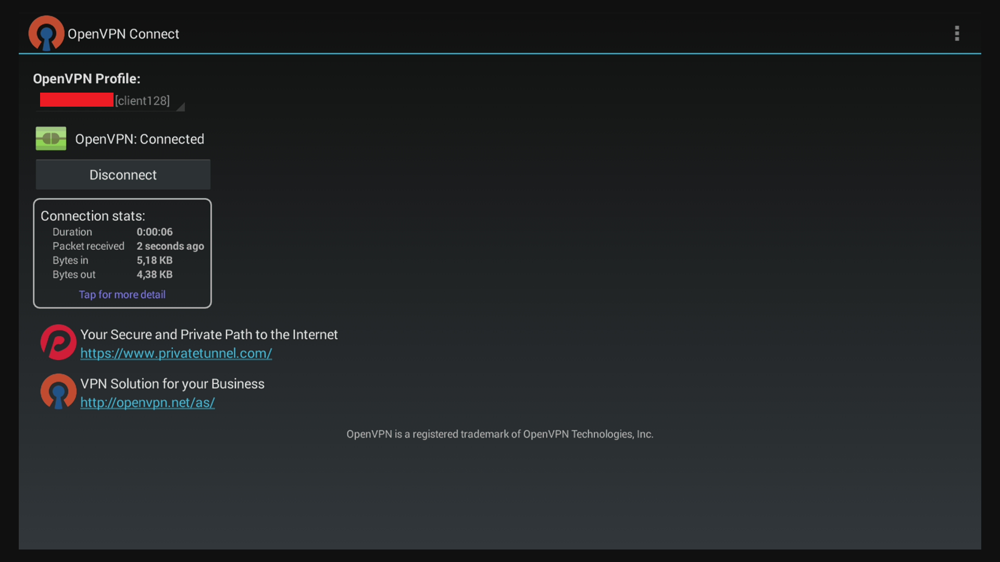 OpenVPN Connect
OpenVPN Profile:
[client128]
OpenVPN: Connected
Disconnect
Connection stats:
Duration 0:00:06
Packet received 2 seconds ago
Bytes in 5,18 KB
Bytes out 4,38 KB
Tap for more detail
Your Secure and Private Path to the Internet
https://www.privatetunnel.com/
VPN Solution for your Business
http://openvpn.net/as/
OpenVPN is a registered trademark of OpenVPN Technologies, Inc.